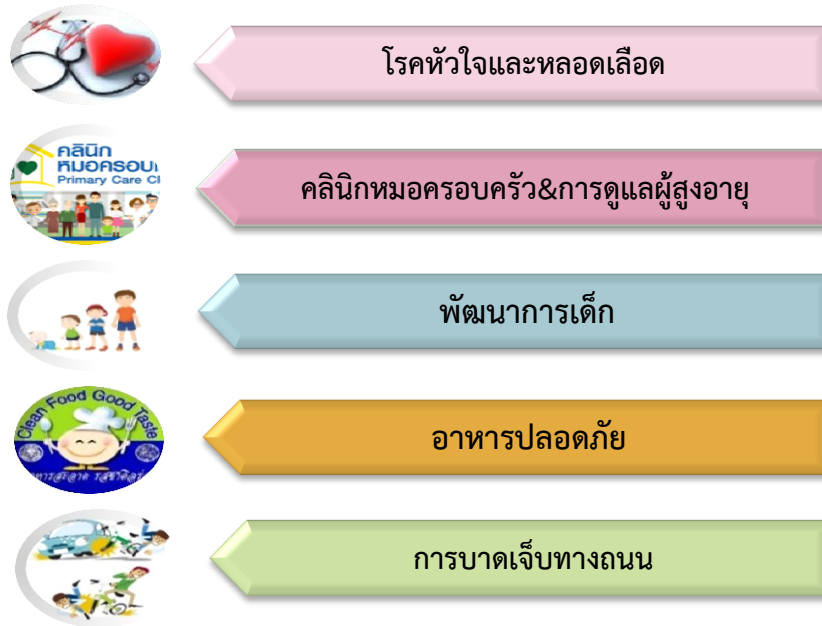 โรคหัวใจและหลอดเลือด
คลินิก
หมอครอบ
Primary Care Cl
คลินิกหมอครอบครัว&การดูแลผู้สูงอายุ
พัฒนาการเด็ก
Clean Food Good Taste
อาหารปลอดภัย
การบาดเจ็บทางถนน